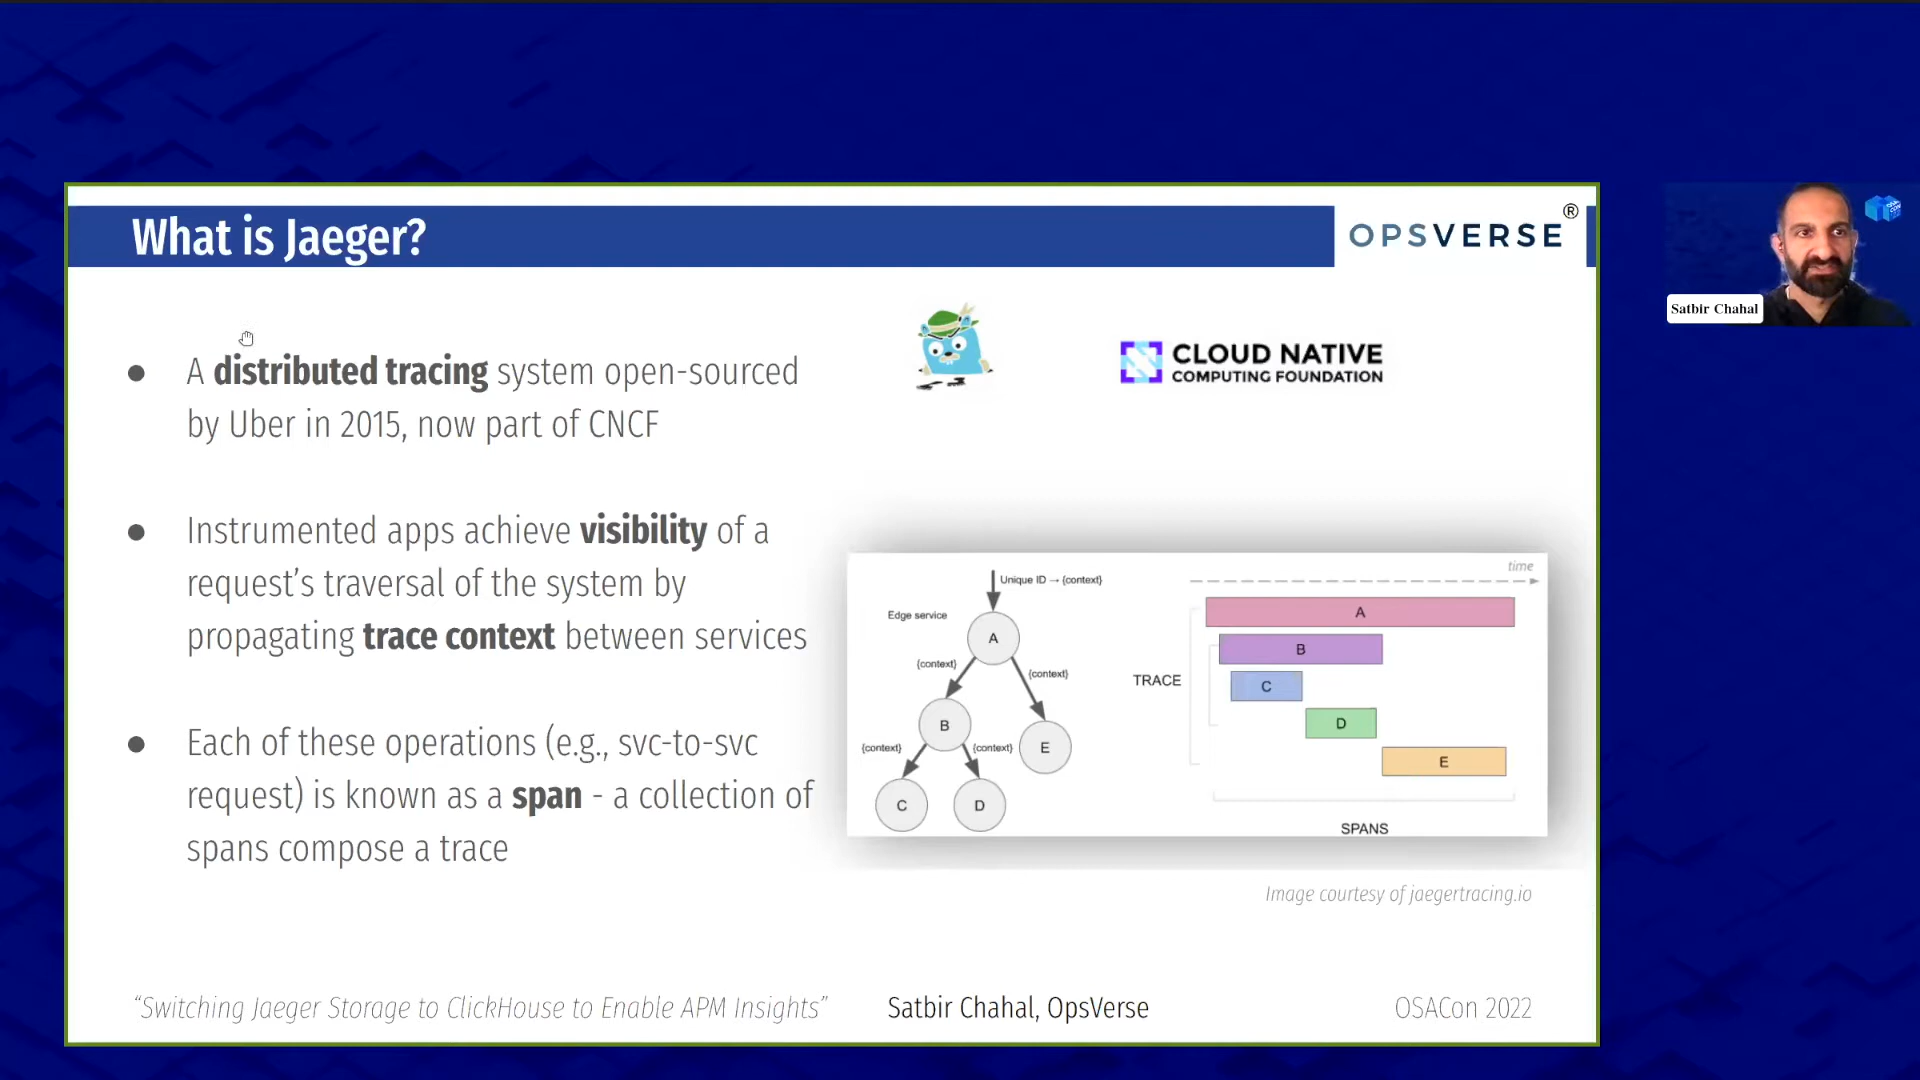 What is Jaeger?
OPSVERSE®
Satbir Chahal
● A distributed tracing system open-sourced
by Uber in 2015, now part of CNCF
CLOUD NATIVE
COMPUTING FOUNDATION
● Instrumented apps achieve visibility of a
request’s traversal of the system by
propagating trace context between services
● Each of these operations (e.g., svc-to-svc
request) is known as a span - a collection of
spans compose a trace
Unique ID → {context}
Edge service
A
{context}
{context}
B
E
{context}
{context}
C
D
time
TRACE
A
B
C
D
E
SPANS
Image courtesy of jaegertracing.io
“Switching Jaeger Storage to ClickHouse to Enable APM Insights”
Satbir Chahal, OpsVerse
OSACon 2022